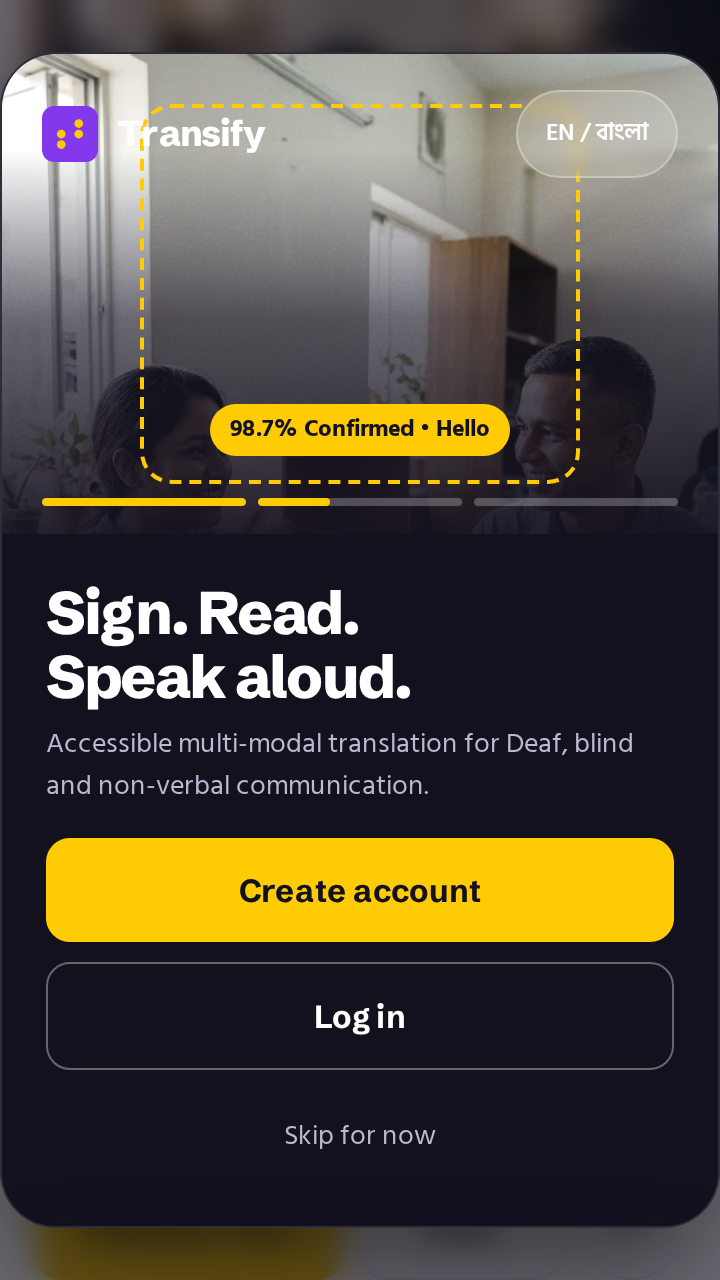 Transify
EN / বাংলা
98.7% Confirmed • Hello
Sign. Read.
Speak aloud.
Accessible multi-modal translation for Deaf, blind
and non-verbal communication.
Create account
Log in
Skip for now